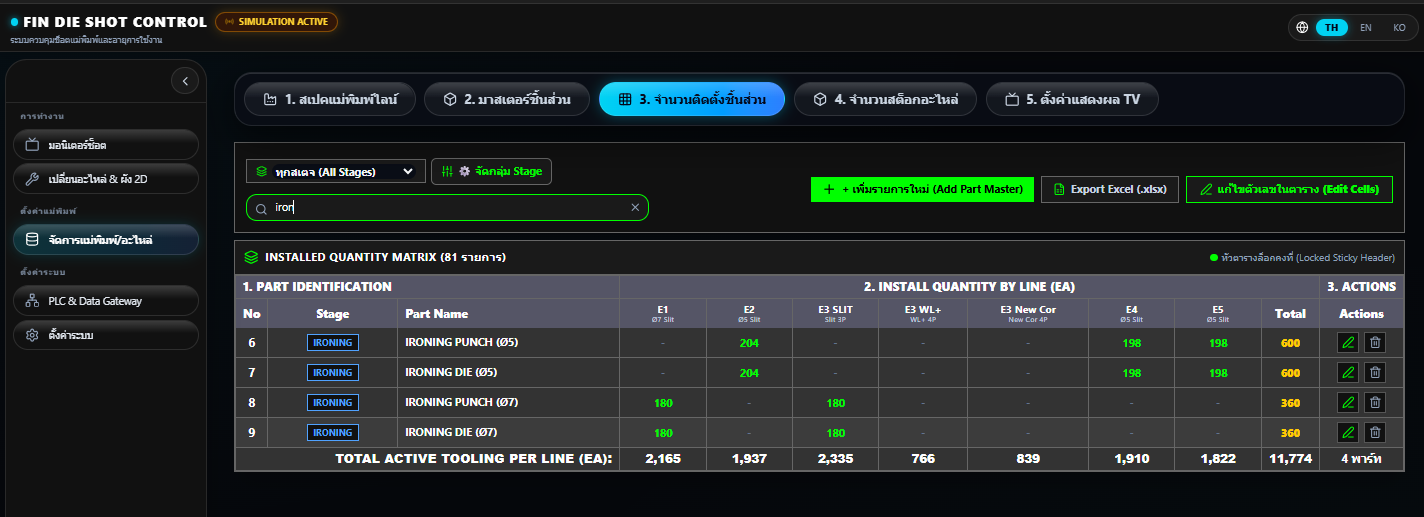 FIN DIE SHOT CONTROL
SIMULATION ACTIVE
ระบบควบคุมช็อตแม่พิมพ์และอายุการใช้งาน
TH EN KO
การทำงาน
มอนิเตอร์ช็อต
เปลี่ยนอะไหล่ & ผัง 2D
ตั้งค่าแม่พิมพ์
จัดการแม่พิมพ์/อะไหล่
ตั้งค่าระบบ
PLC & Data Gateway
ตั้งค่าระบบ
1. สเปคแม่พิมพ์ไลน์
2. มาสเตอร์ชิ้นส่วน
3. จำนวนติดตั้งชิ้นส่วน
4. จำนวนสต็อกอะไหล่
5. ตั้งค่าแสดงผล TV
ทุกสเตจ (All Stages)
จัดกลุ่ม Stage
iron
+ เพิ่มรายการใหม่ (Add Part Master)
Export Excel (.xlsx)
แก้ไขตัวเลขในตาราง (Edit Cells)
INSTALLED QUANTITY MATRIX (81 รายการ)
หัวตารางล็อกคงที่ (Locked Sticky Header)
1. PART IDENTIFICATION 2. INSTALL QUANTITY BY LINE (EA) 3. ACTIONS
No Stage Part Name E1 E2 E3 SLIT E3 WL+ E3 New Cor E4 E5 Total Actions
Ø7 Slit Ø5 Slit Slit 3P WL+ 4P New Cor 4P Ø5 Slit Ø5 Slit
6 IRONING IRONING PUNCH (Ø5) - 204 - - - 198 198 600
7 IRONING IRONING DIE (Ø5) - 204 - - - 198 198 600
8 IRONING IRONING PUNCH (Ø7) 180 - 180 - - - - 360
9 IRONING IRONING DIE (Ø7) 180 - 180 - - - - 360
TOTAL ACTIVE TOOLING PER LINE (EA): 2,165 1,937 2,335 766 839 1,910 1,822 11,774 4 พาร์ท